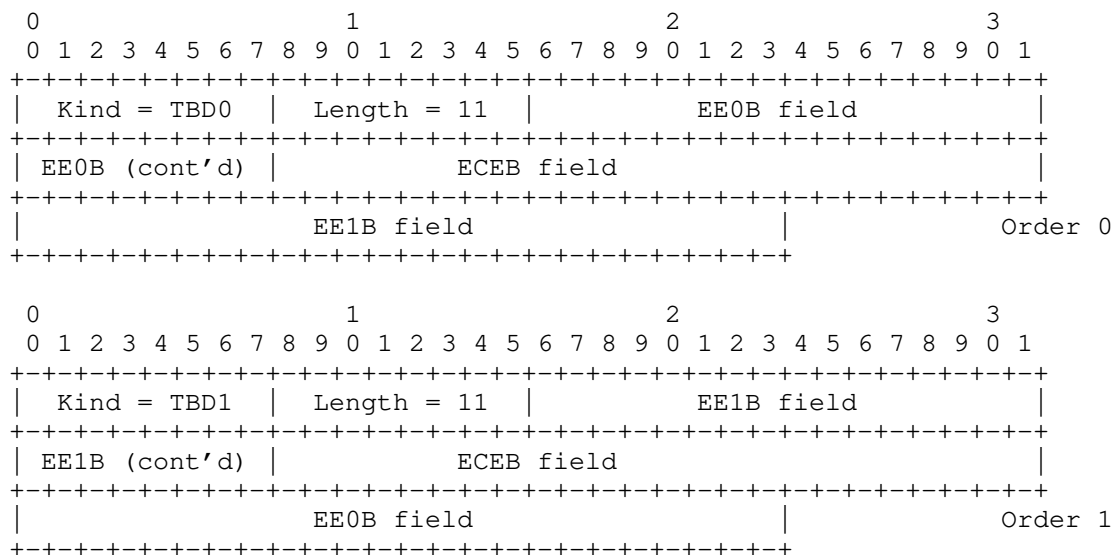 0                   1                   2                   3
 0 1 2 3 4 5 6 7 8 9 0 1 2 3 4 5 6 7 8 9 0 1 2 3 4 5 6 7 8 9 0 1
+-+-+-+-+-+-+-+-+-+-+-+-+-+-+-+-+-+-+-+-+-+-+-+-+-+-+-+-+-+-+-+-+
|  Kind = TBD0  |  Length = 11  |          EE0B field           |
+-+-+-+-+-+-+-+-+-+-+-+-+-+-+-+-+-+-+-+-+-+-+-+-+-+-+-+-+-+-+-+-+
| EE0B (cont’d) |           ECEB field                          |
+-+-+-+-+-+-+-+-+-+-+-+-+-+-+-+-+-+-+-+-+-+-+-+-+-+-+-+-+-+-+-+-+
|                  EE1B field                   |             Order 0
+-+-+-+-+-+-+-+-+-+-+-+-+-+-+-+-+-+-+-+-+-+-+-+-+

 0                   1                   2                   3
 0 1 2 3 4 5 6 7 8 9 0 1 2 3 4 5 6 7 8 9 0 1 2 3 4 5 6 7 8 9 0 1
+-+-+-+-+-+-+-+-+-+-+-+-+-+-+-+-+-+-+-+-+-+-+-+-+-+-+-+-+-+-+-+-+
|  Kind = TBD1  |  Length = 11  |          EE1B field           |
+-+-+-+-+-+-+-+-+-+-+-+-+-+-+-+-+-+-+-+-+-+-+-+-+-+-+-+-+-+-+-+-+
| EE1B (cont’d) |           ECEB field                          |
+-+-+-+-+-+-+-+-+-+-+-+-+-+-+-+-+-+-+-+-+-+-+-+-+-+-+-+-+-+-+-+-+
|                  EE0B field                   |             Order 1
+-+-+-+-+-+-+-+-+-+-+-+-+-+-+-+-+-+-+-+-+-+-+-+-+